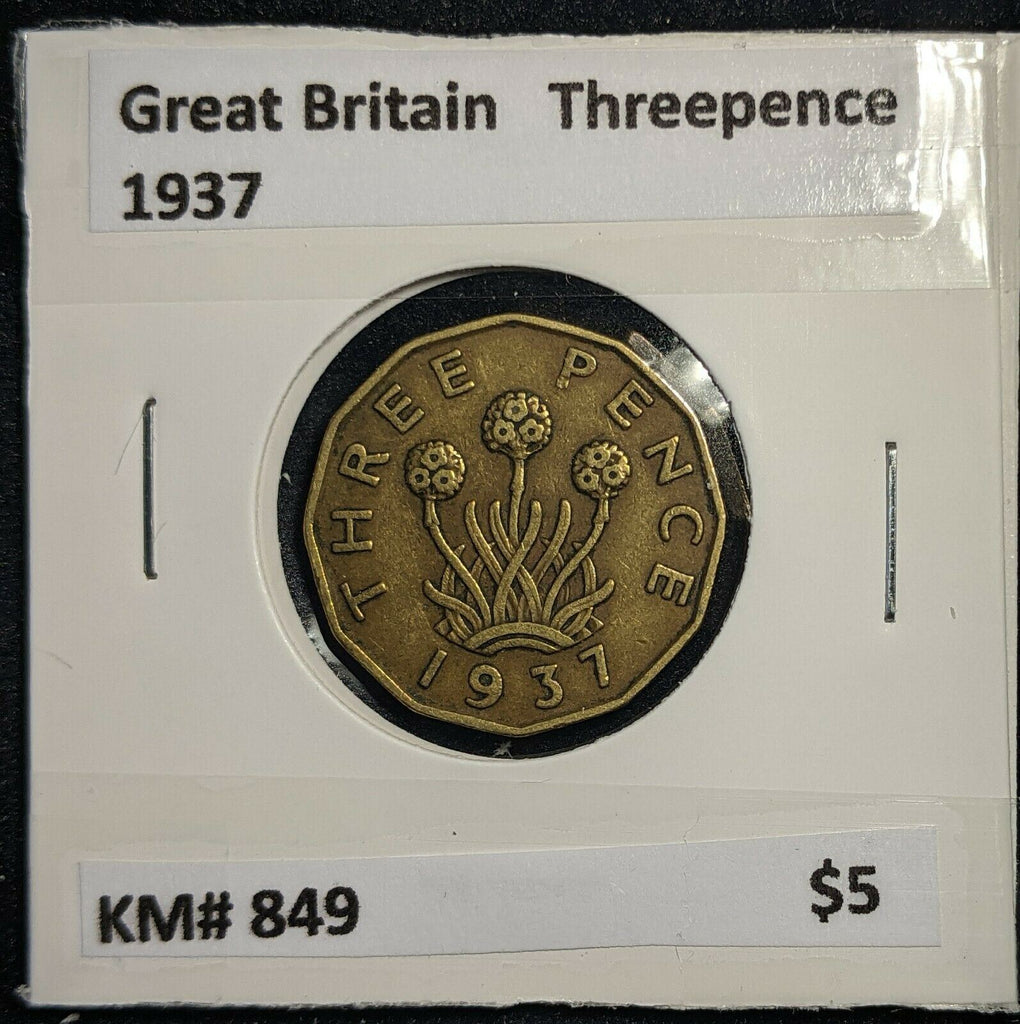 Great Britain Threepence
1937
THREE PENCE
1937
KM# 849
$5